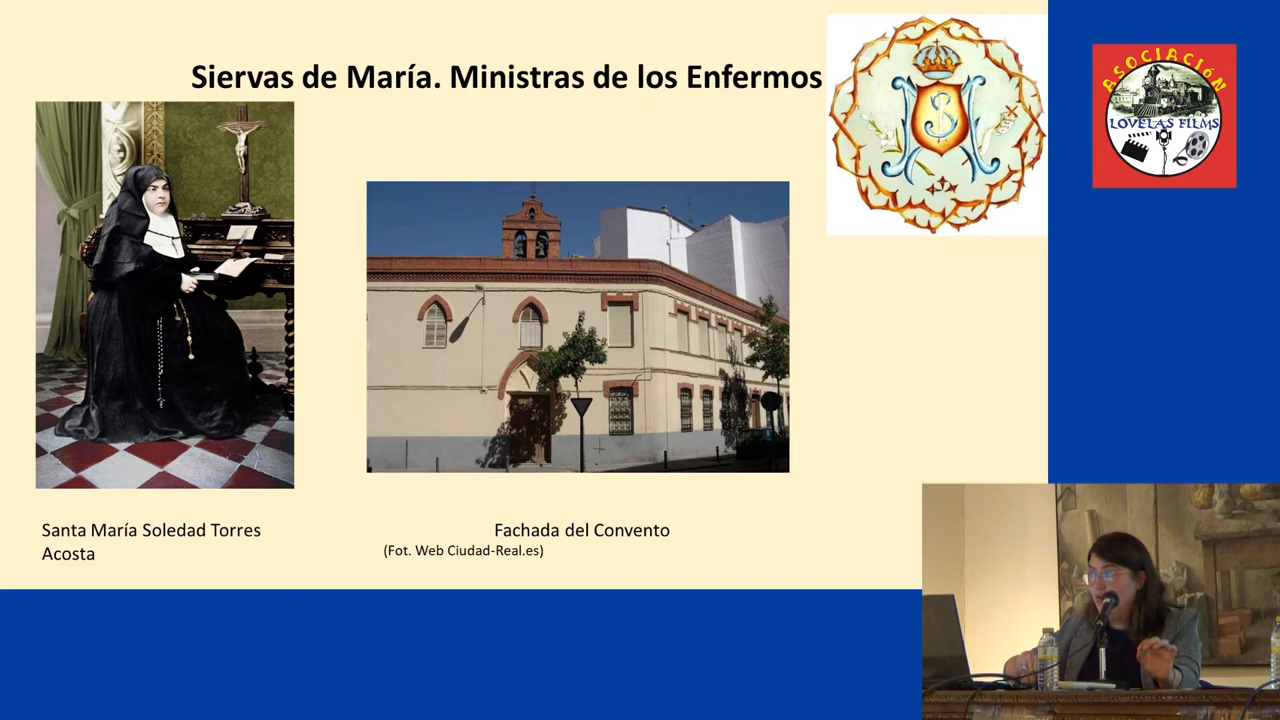 Siervas de María. Ministras de los Enfermos
ASOCIACIÓN
LOVELAS FILMS
Santa María Soledad Torres
Acosta
Fachada del Convento
(Fot. Web Ciudad-Real.es)